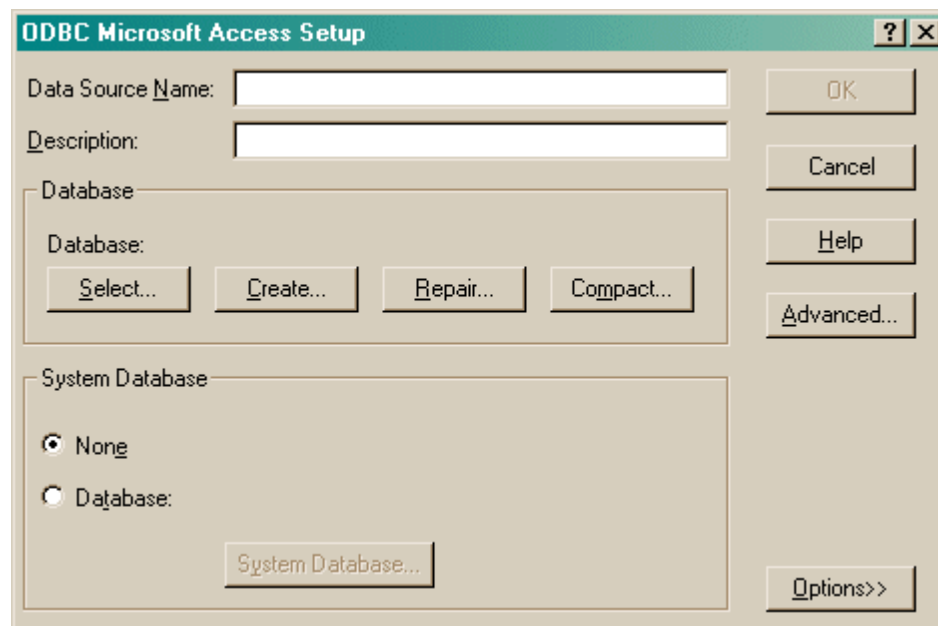 ODBC Microsoft Access Setup
Data Source Name:
OK
Description:
Cancel
Database
Database:
Help
Select... Create... Repair... Compact...
Advanced...
System Database
None
Database:
System Database...
Options>>